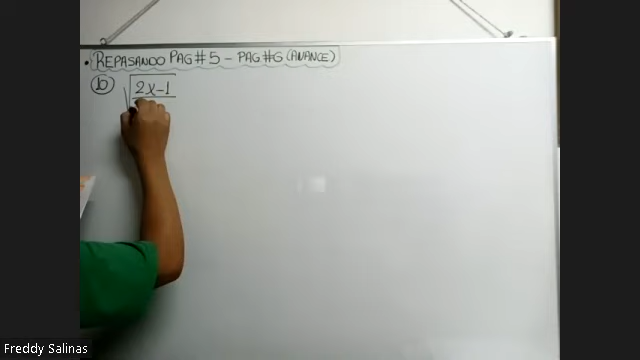 • REPASANDO PAG#5 - PAG.#6 (AVANCE)
10 √2x-1
Freddy Salinas